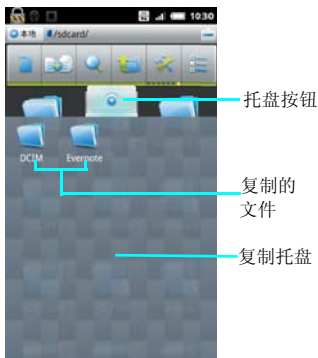 10:30
本地 /sdcard/
托盘按钮
DCIM Evernote
复制的
文件
复制托盘